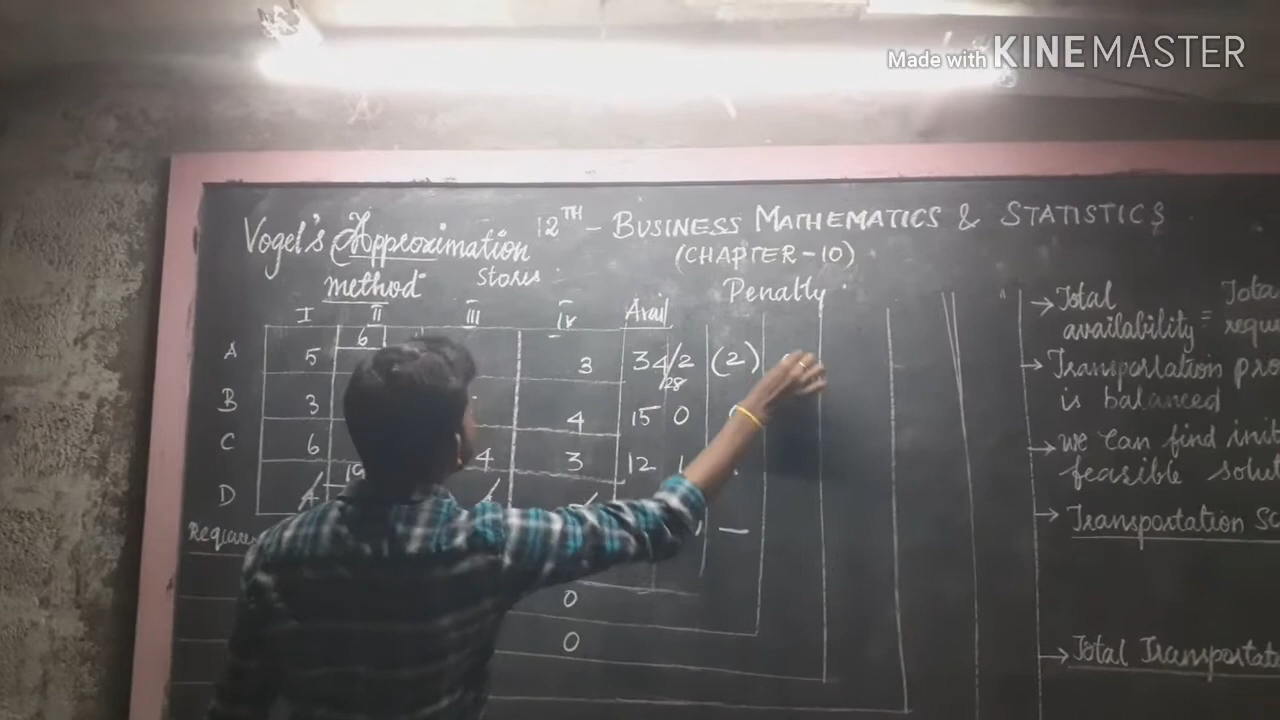 Made with KINEMASTER
Vogel's Approximation 12TH - BUSINESS MATHEMATICS & STATISTICS
(CHAPTER-10)
method stores Penalty
I II III IV Avail
6
A 5 3 34/2 (2)
28
B 3 4 15 0
C 6 4 3 12 1
19
D 4 —
0
0
→ Total
availability =
→ Transportation
is balanced
→ we can find
feasible
→ Transportation
→ Total